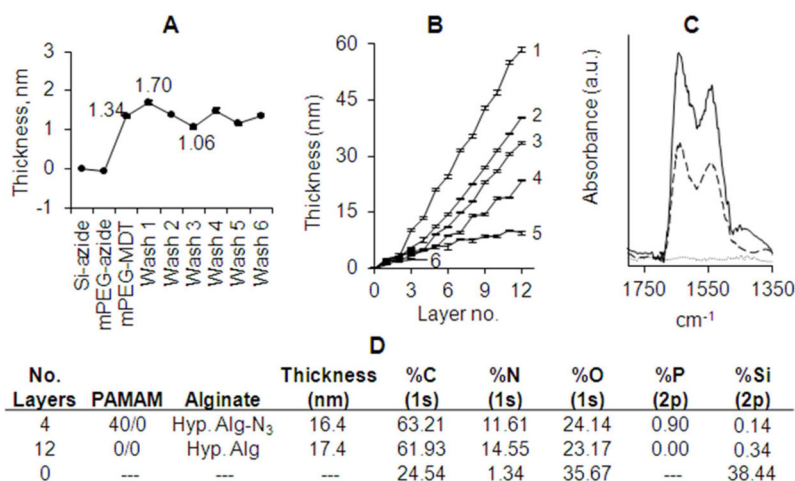 A
Thickness, nm
3
2
1
0
-1
1.34
1.70
1.06
Si-azide
mPEG-azide
mPEG-MDT
Wash 1
Wash 2
Wash 3
Wash 4
Wash 5
Wash 6
B
Thickness (nm)
60
45
30
15
0
1
2
3
4
5
6
0 3 6 9 12
Layer no.
C
Absorbance (a.u.)
1750 1550 1350
cm-1
D
No. Layers PAMAM Alginate Thickness (nm) %C (1s) %N (1s) %O (1s) %P (2p) %Si (2p)
4 40/0 Hyp. Alg-N3 16.4 63.21 11.61 24.14 0.90 0.14
12 0/0 Hyp. Alg 17.4 61.93 14.55 23.17 0.00 0.34
0 --- --- --- 24.54 1.34 35.67 --- 38.44